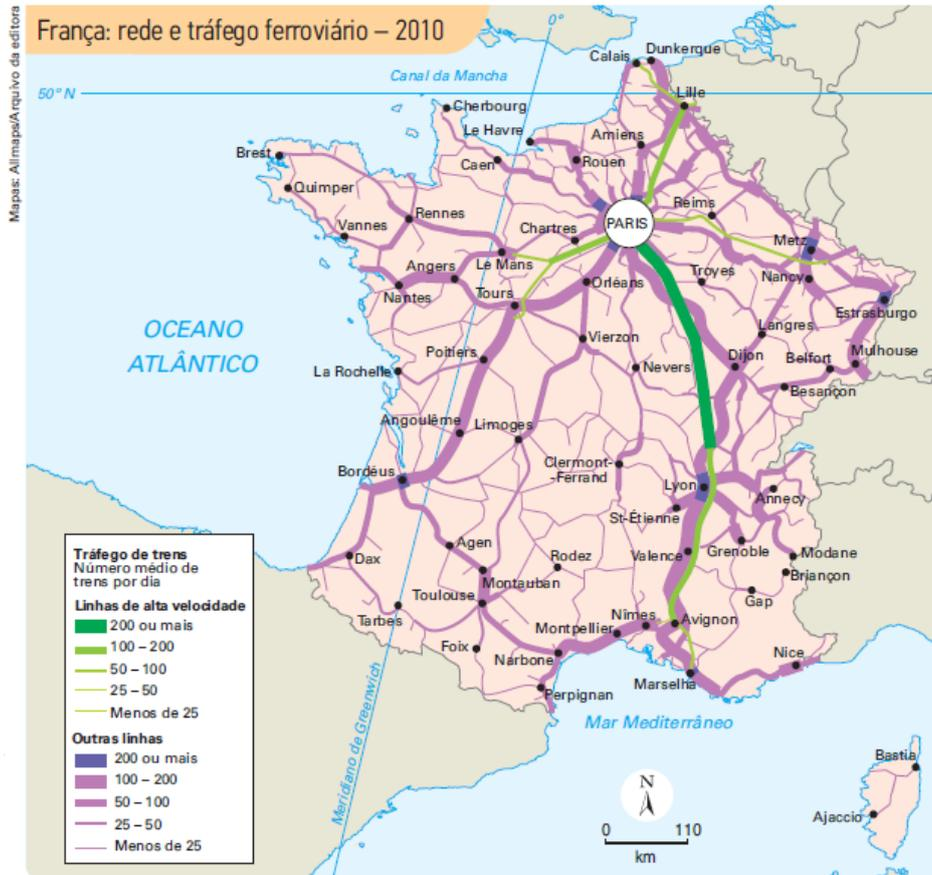 França: rede e tráfego ferroviário – 2010
Mapas: Allmaps/Arquivo da editora
0°
Canal da Mancha
50° N
Calais
Dunkerque
Lille
Cherbourg
Le Havre
Amiens
Rouen
Caen
Brest
Quimper
Rennes
Vannes
Chartres
PARIS
Reims
Metz
Le Mans
Angers
Nantes
Tours
Orléans
Troyes
Nancy
Estrasburgo
OCEANO
ATLÂNTICO
Vierzon
Langres
Poitiers
Nevers
Dijon
Belfort
Mulhouse
La Rochelle
Besançon
Angoulême
Limoges
Bordéus
Clermont-
-Ferrand
Lyon
Annecy
St-Étienne
Agen
Rodez
Valence
Grenoble
Modane
Dax
Briançon
Montauban
Toulouse
Gap
Tarbes
Nîmes
Avignon
Montpellier
Foix
Narbone
Nice
Marselha
Perpignan
Mar Mediterrâneo
Meridiano de Greenwich
Bastia
Ajaccio
N
0 110
km
Tráfego de trens
Número médio de
trens por dia
Linhas de alta velocidade
200 ou mais
100 – 200
50 – 100
25 – 50
Menos de 25
Outras linhas
200 ou mais
100 – 200
50 – 100
25 – 50
Menos de 25